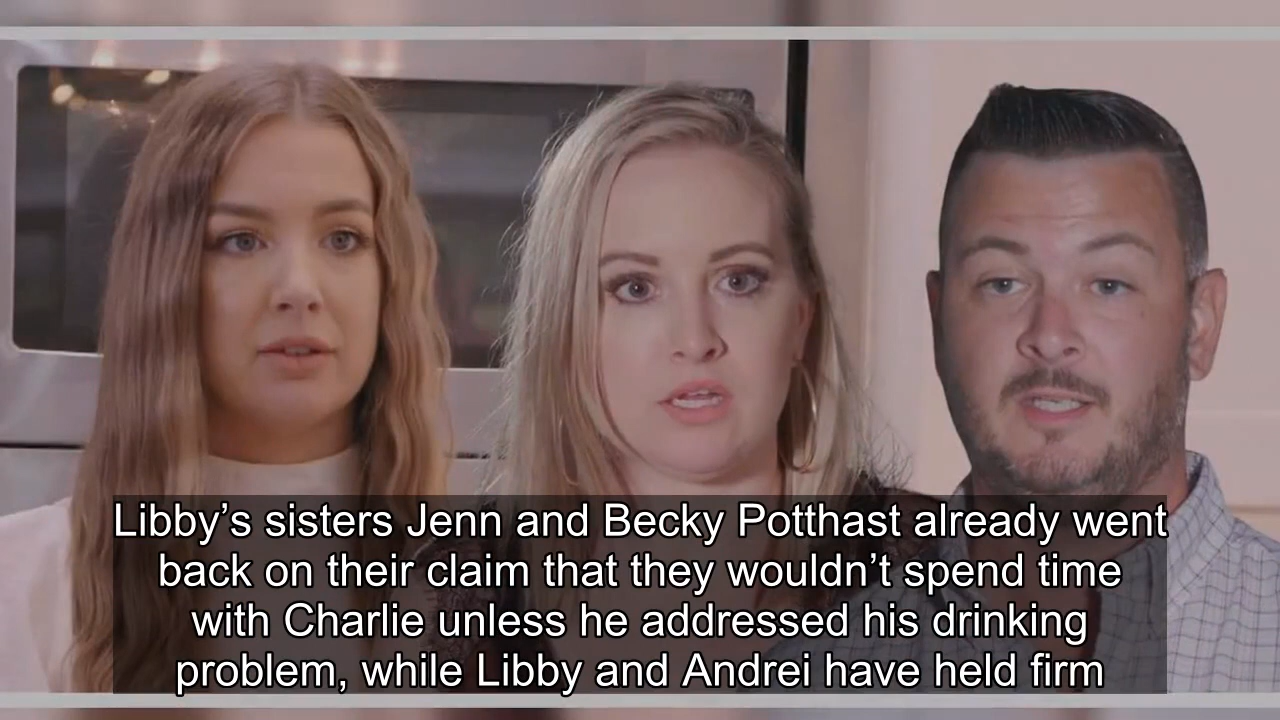 Libby’s sisters Jenn and Becky Potthast already went
back on their claim that they wouldn’t spend time
with Charlie unless he addressed his drinking
problem, while Libby and Andrei have held firm